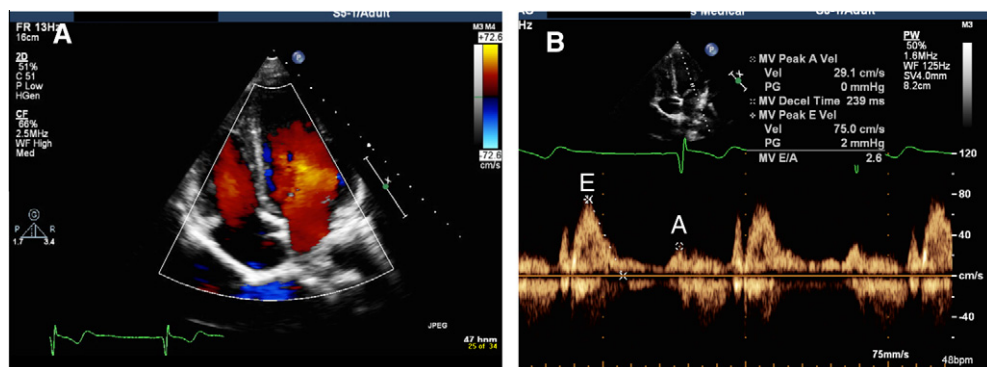 S5-1/Adult
FR 13Hz
16cm
A
M3 M4
+72.6
2D
51%
C 51
P Low
HGen
CF
66%
2.5MHz
WF High
Med
-72.6
cm/s
G
P R
1.7 3.4
JPEG
47 bpm
25 of 34
Hz
s Medical
B
M3
PW
50%
1.6MHz
WF 125Hz
SV4.0mm
8.2cm
MV Peak A Vel
Vel 29.1 cm/s
PG 0 mmHg
MV Decel Time 239 ms
MV Peak E Vel
Vel 75.0 cm/s
PG 2 mmHg
MV E/A 2.6
120
E
80
A
40
cm/s
-40
75mm/s
48bpm